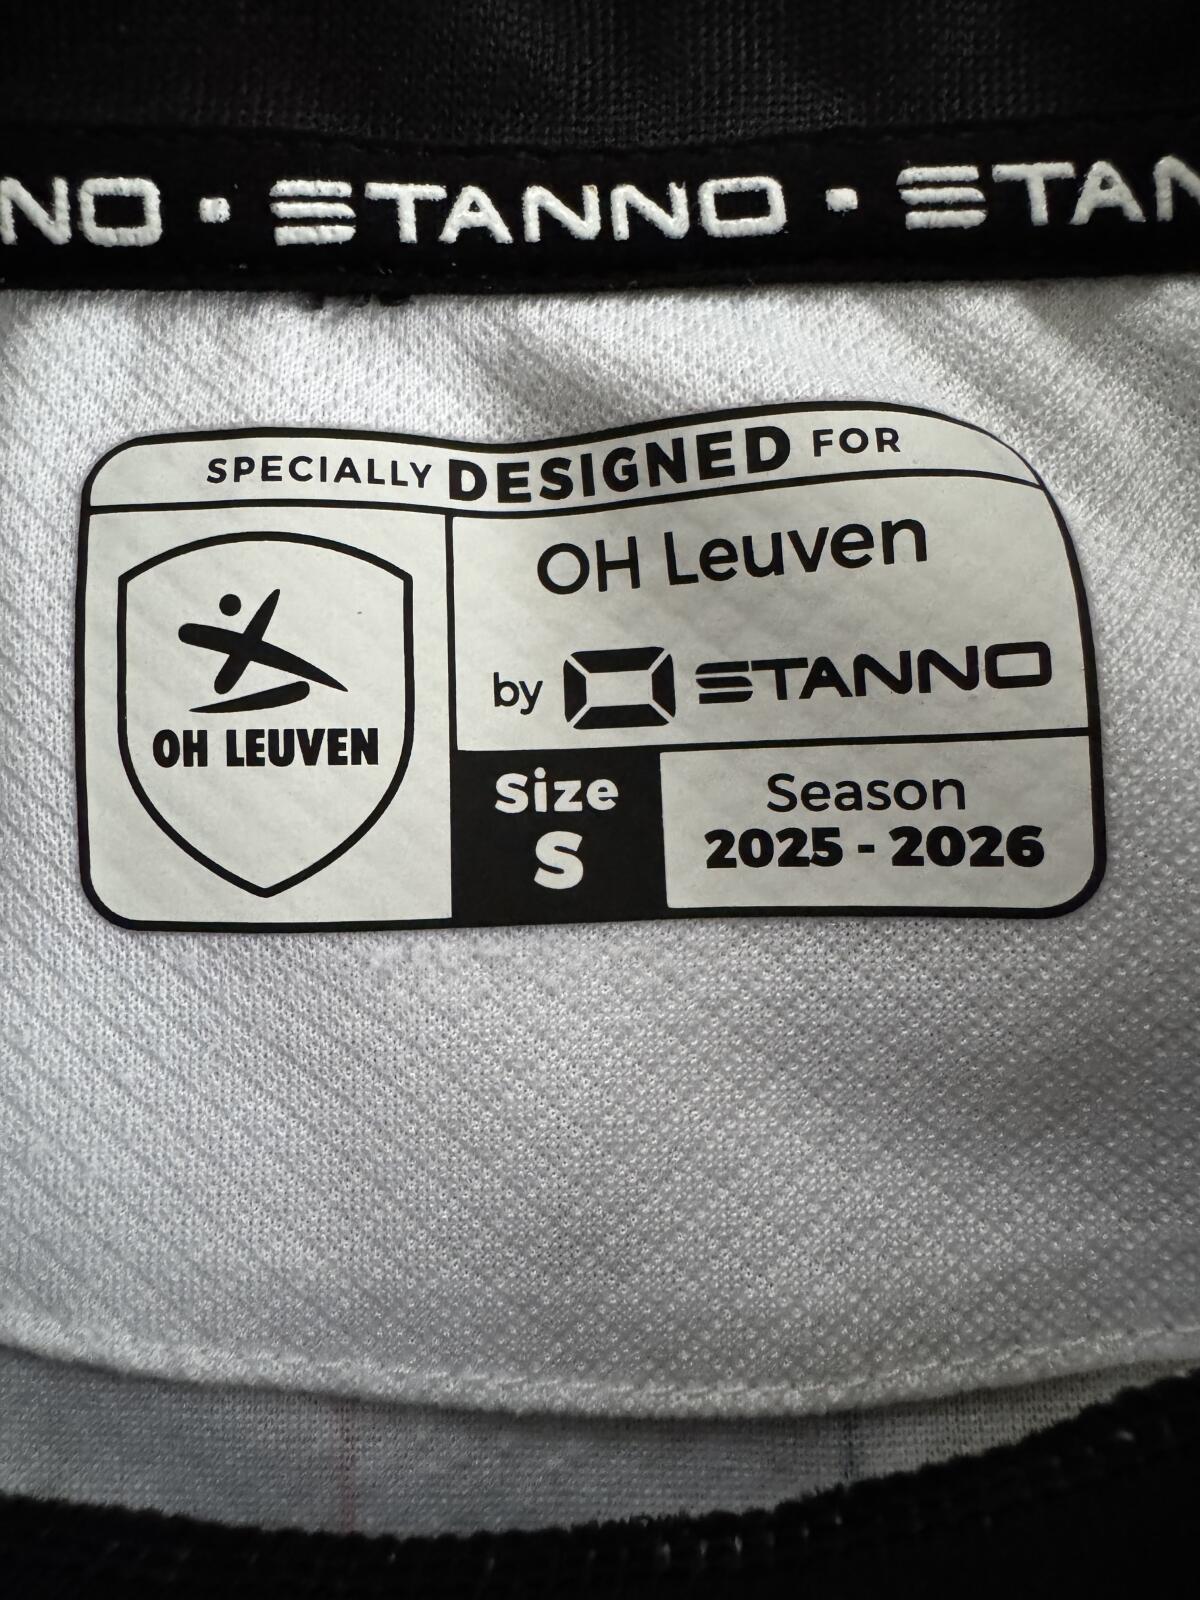 NO • STANNO • STAN
SPECIALLY DESIGNED FOR
OH LEUVEN
OH Leuven
by STANNO
Size
S
Season
2025 - 2026